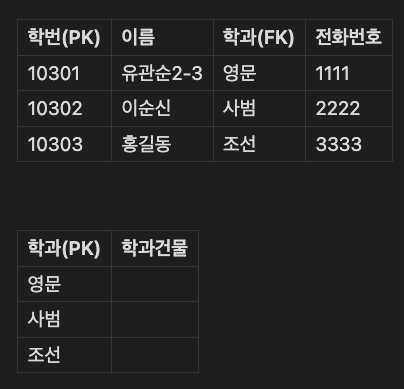 학번(PK) 이름 학과(FK) 전화번호
10301 유관순2-3 영문 1111
10302 이순신 사범 2222
10303 홍길동 조선 3333
학과(PK) 학과건물
영문
사범
조선